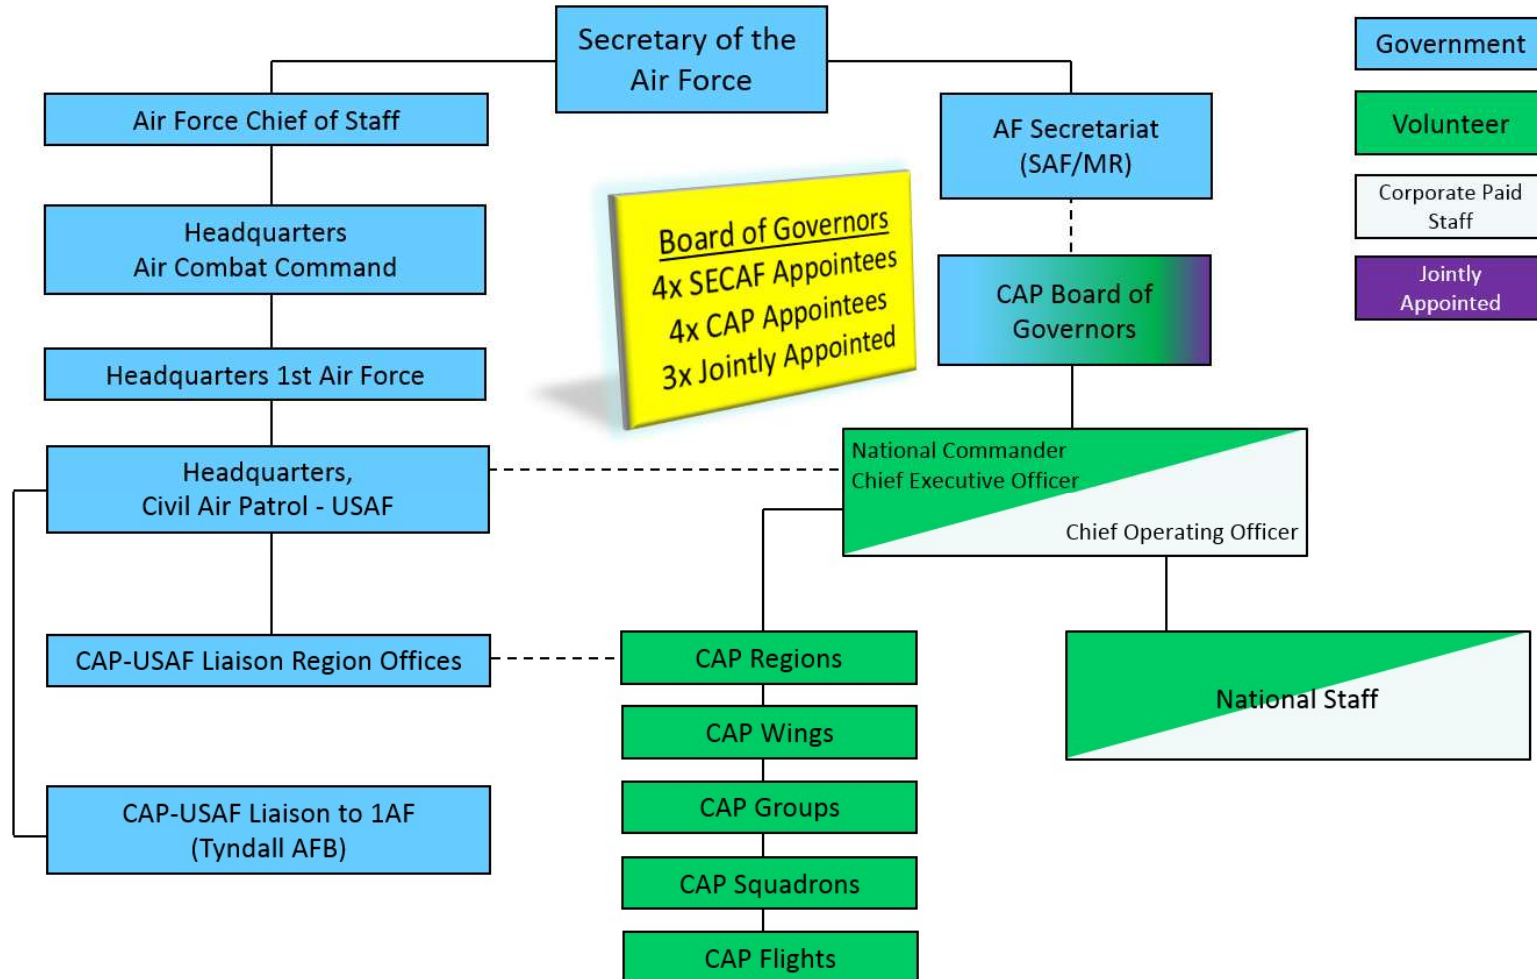 Secretary of the
Air Force
Government
Air Force Chief of Staff
AF Secretariat
(SAF/MR)
Volunteer
Corporate Paid
Staff
Headquarters
Air Combat Command
Board of Governors
4x SECAF Appointees
4x CAP Appointees
3x Jointly Appointed
CAP Board of
Governors
Jointly
Appointed
Headquarters 1st Air Force
Headquarters,
Civil Air Patrol - USAF
National Commander
Chief Executive Officer
Chief Operating Officer
CAP-USAF Liaison Region Offices
CAP Regions
National Staff
CAP Wings
CAP-USAF Liaison to 1AF
(Tyndall AFB)
CAP Groups
CAP Squadrons
CAP Flights